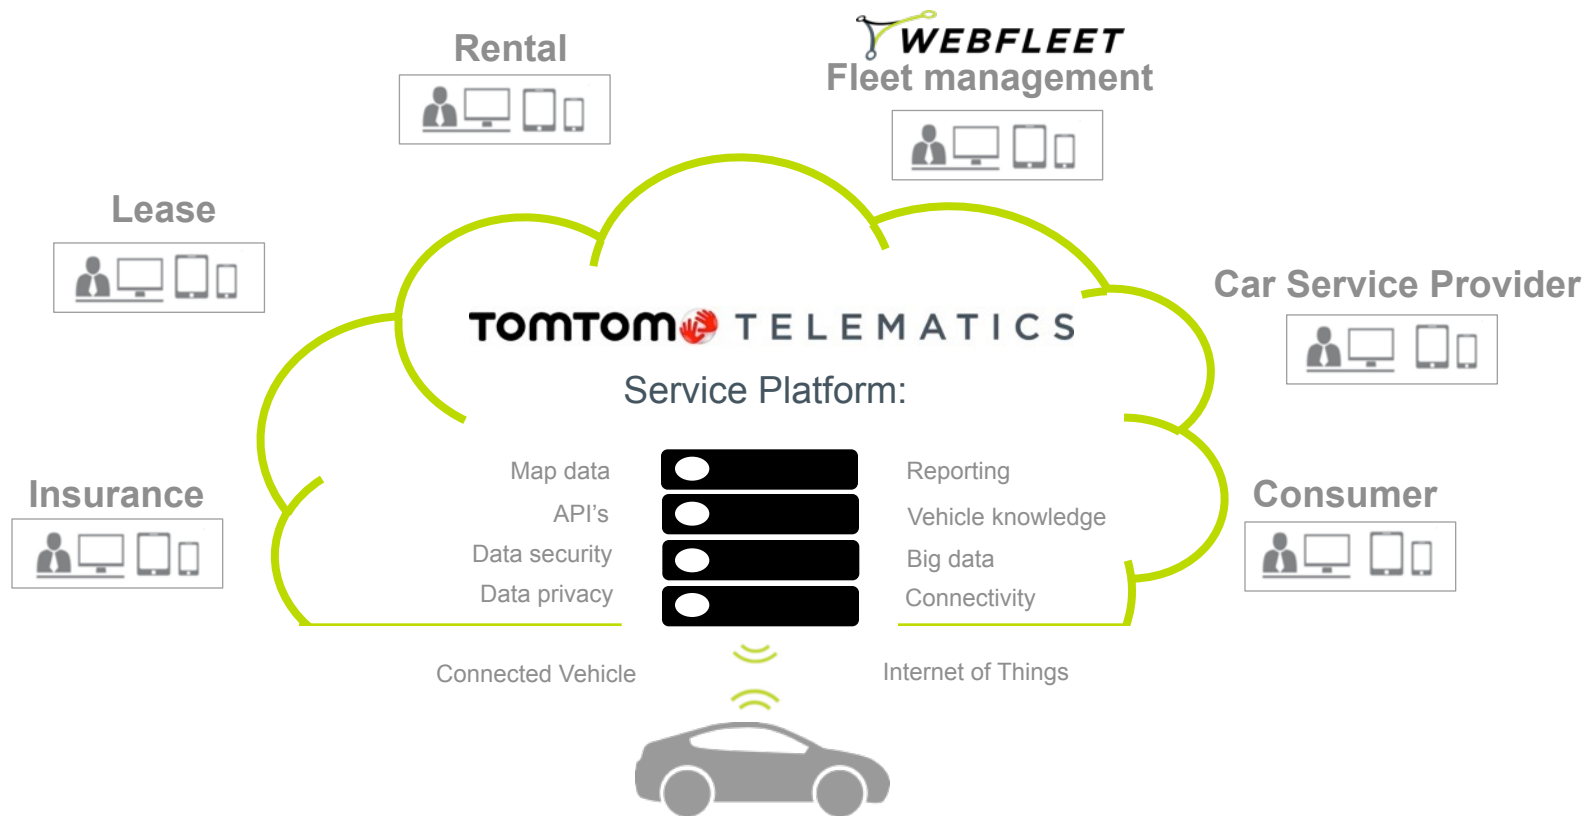 WEBFLEET
Rental
Fleet management
Lease
Car Service Provider
TOMTOM TELEMATICS
Service Platform:
Map data
Reporting
Insurance
Consumer
API's
Vehicle knowledge
Data security
Big data
Data privacy
Connectivity
Connected Vehicle
Internet of Things